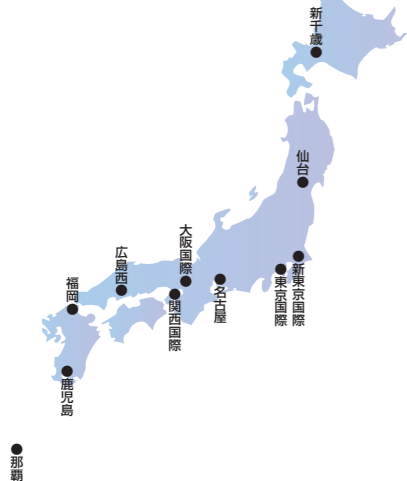 新千歳
仙台
新東京国際
東京国際
名古屋
大阪国際
関西国際
広島西
福岡
鹿児島
那覇